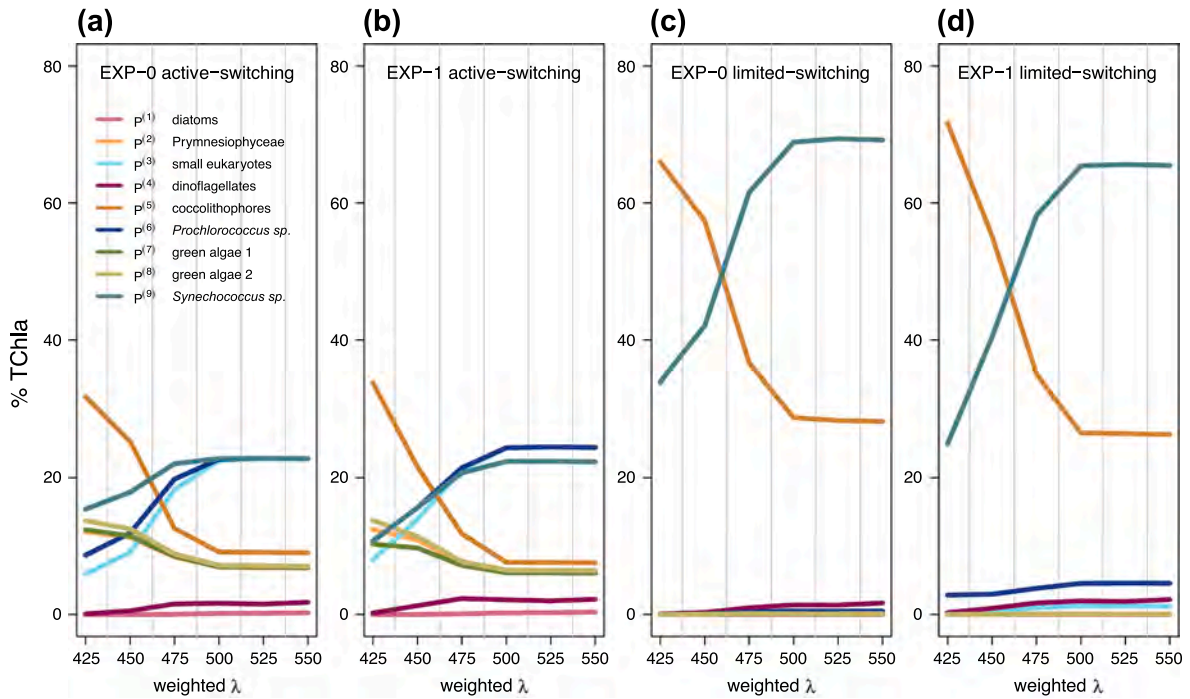 (a) (b) (c) (d)
EXP-0 active-switching EXP-1 active-switching EXP-0 limited-switching EXP-1 limited-switching
P(1) diatoms
P(2) Prymnesiophyceae
P(3) small eukaryotes
P(4) dinoflagellates
P(5) coccolithophores
P(6) Prochlorococcus sp.
P(7) green algae 1
P(8) green algae 2
P(9) Synechococcus sp.
% TChla
80 80 80 80
60 60 60 60
40 40 40 40
20 20 20 20
0 0 0 0
425 450 475 500 525 550 425 450 475 500 525 550 425 450 475 500 525 550 425 450 475 500 525 550
weighted λ weighted λ weighted λ weighted λ